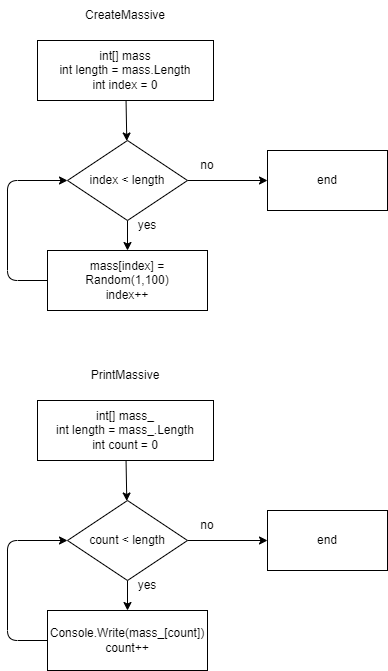 CreateMassive
int[] mass
int length = mass.Length
int index = 0
index < length
no
end
yes
mass[index] =
Random(1,100)
index++
PrintMassive
int[] mass_
int length = mass_.Length
int count = 0
count < length
no
end
yes
Console.Write(mass_[count])
count++